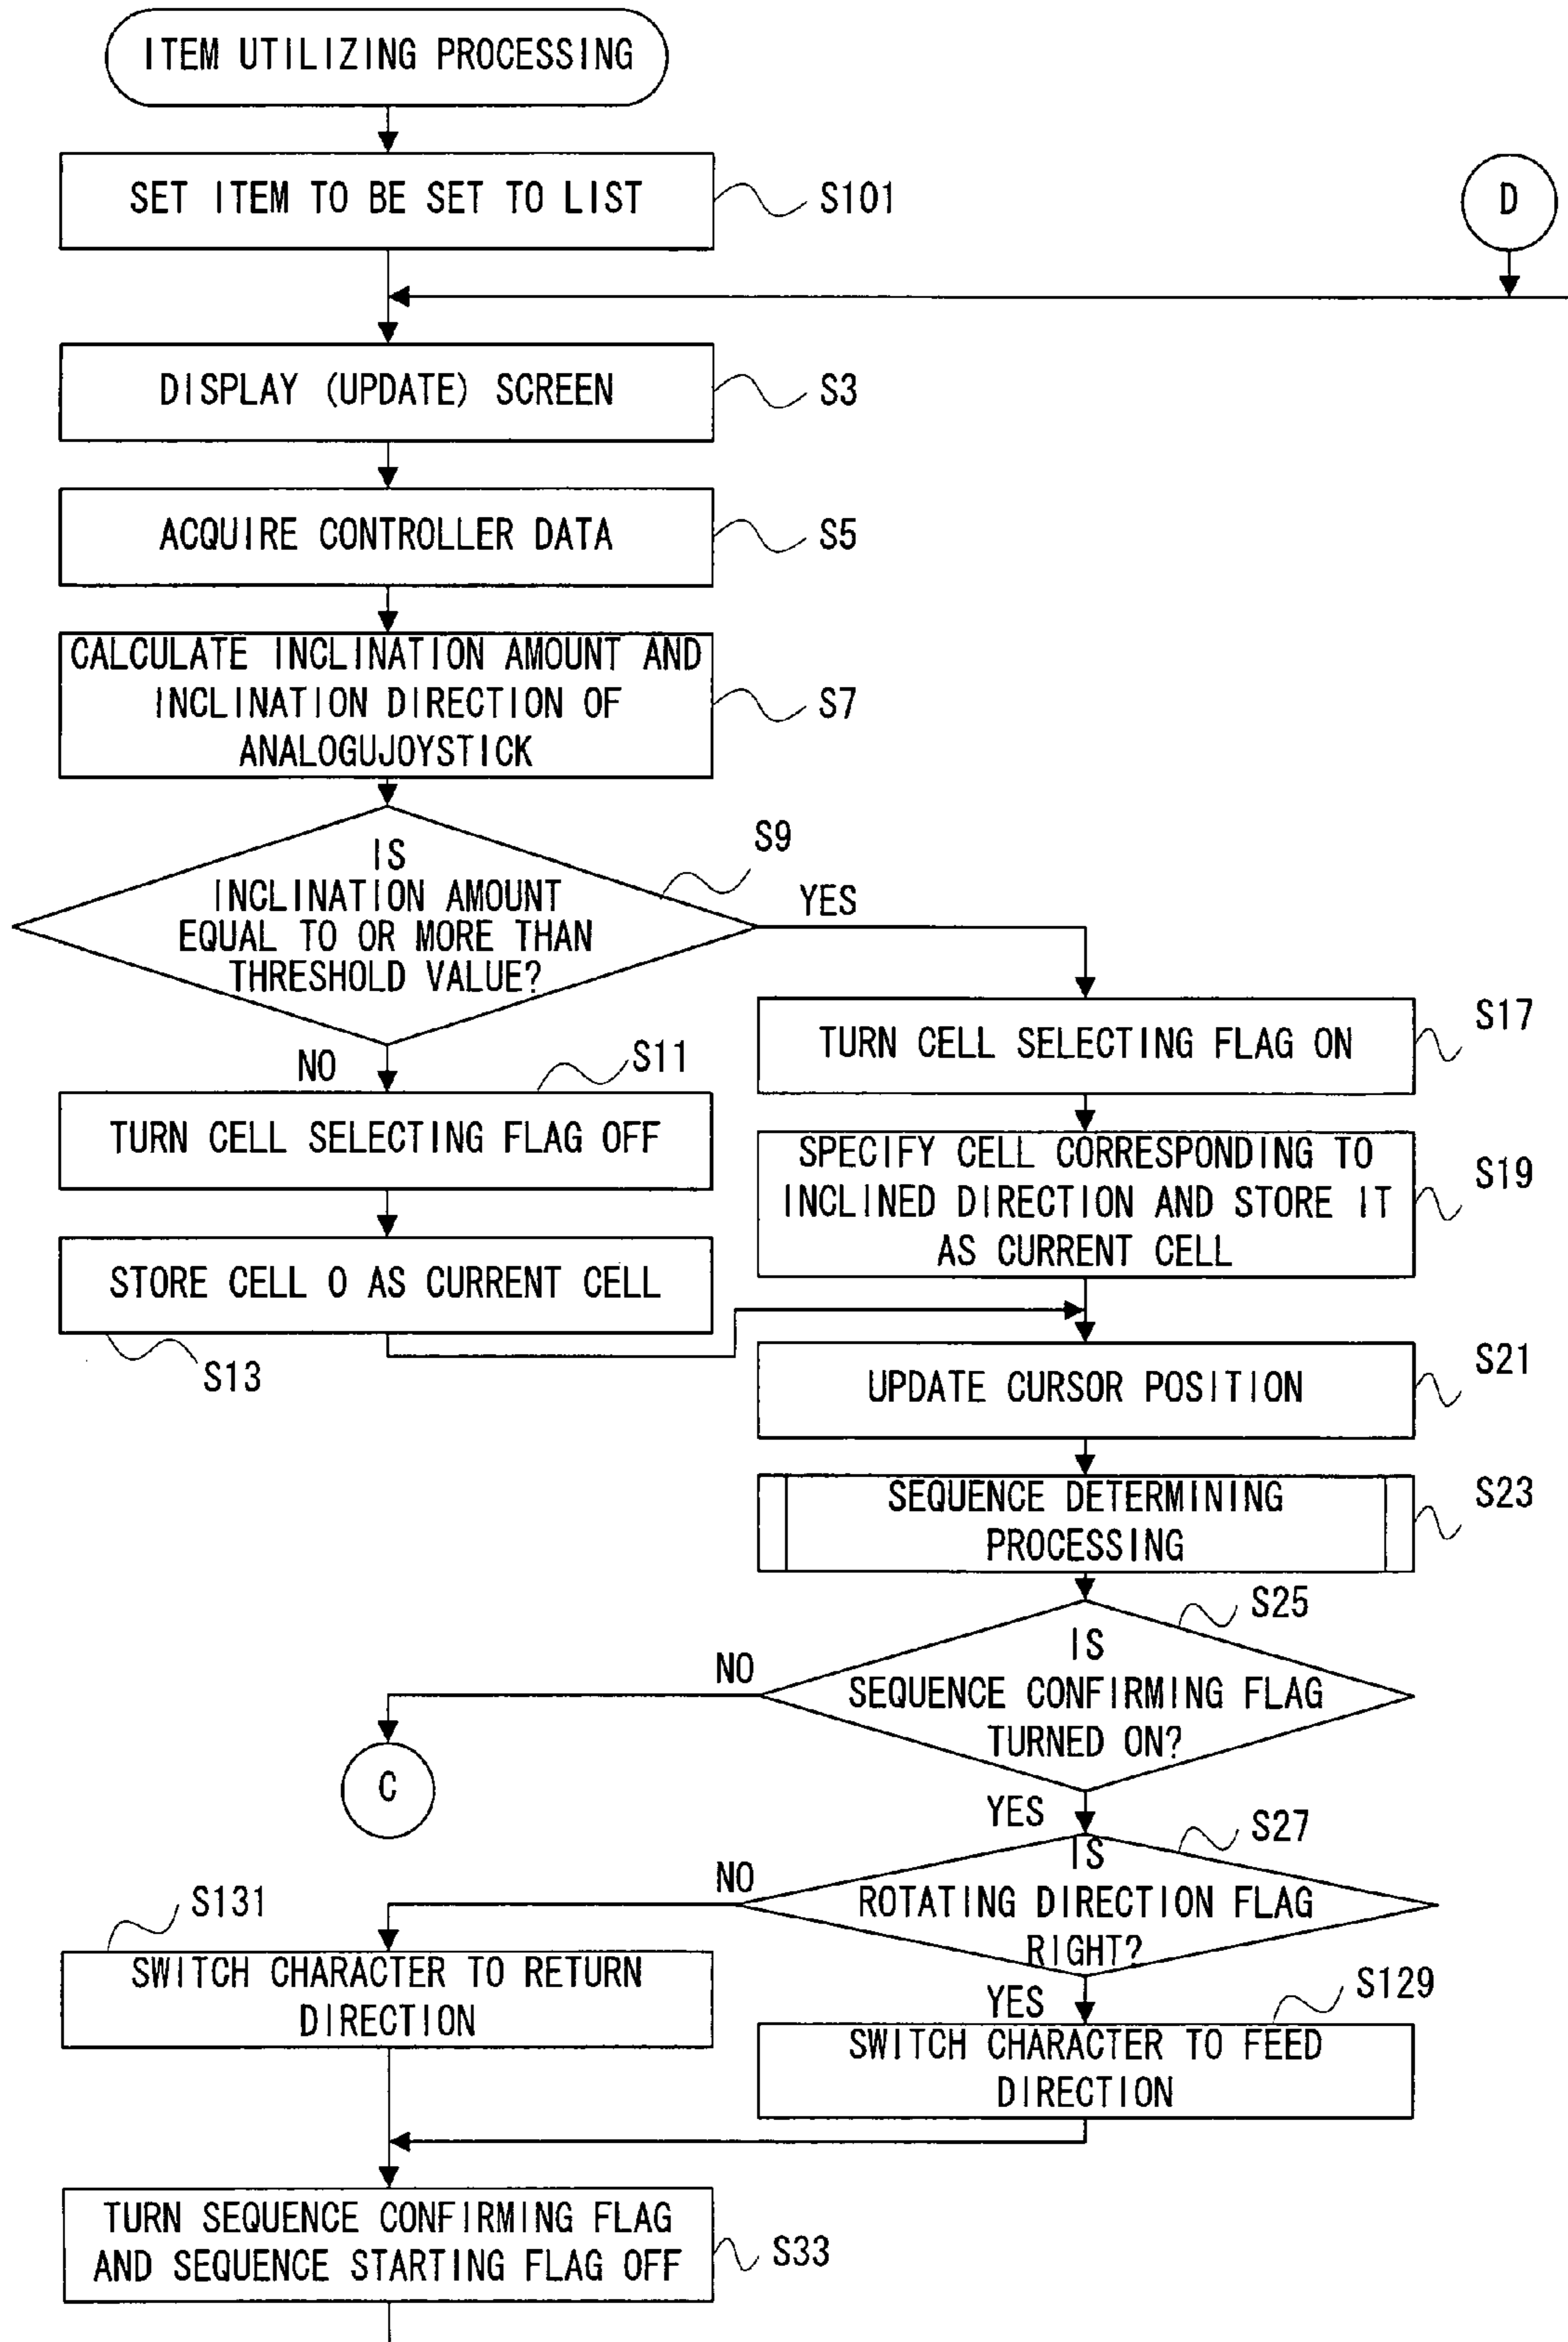 ITEM UTILIZING PROCESSING
SET ITEM TO BE SET TO LIST
S101
D
DISPLAY (UPDATE) SCREEN
S3
ACQUIRE CONTROLLER DATA
S5
CALCULATE INCLINATION AMOUNT AND
INCLINATION DIRECTION OF
ANALOGUJOYSTICK
S7
IS
INCLINATION AMOUNT
EQUAL TO OR MORE THAN
THRESHOLD VALUE?
S9
YES
NO
S11
TURN CELL SELECTING FLAG OFF
STORE CELL 0 AS CURRENT CELL
S13
TURN CELL SELECTING FLAG ON
S17
SPECIFY CELL CORRESPONDING TO
INCLINED DIRECTION AND STORE IT
AS CURRENT CELL
S19
UPDATE CURSOR POSITION
S21
SEQUENCE DETERMINING
PROCESSING
S23
S25
IS
SEQUENCE CONFIRMING FLAG
TURNED ON?
NO
C
YES
S27
IS
ROTATING DIRECTION FLAG
RIGHT?
NO
S131
SWITCH CHARACTER TO RETURN
DIRECTION
YES
S129
SWITCH CHARACTER TO FEED
DIRECTION
TURN SEQUENCE CONFIRMING FLAG
AND SEQUENCE STARTING FLAG OFF
S33